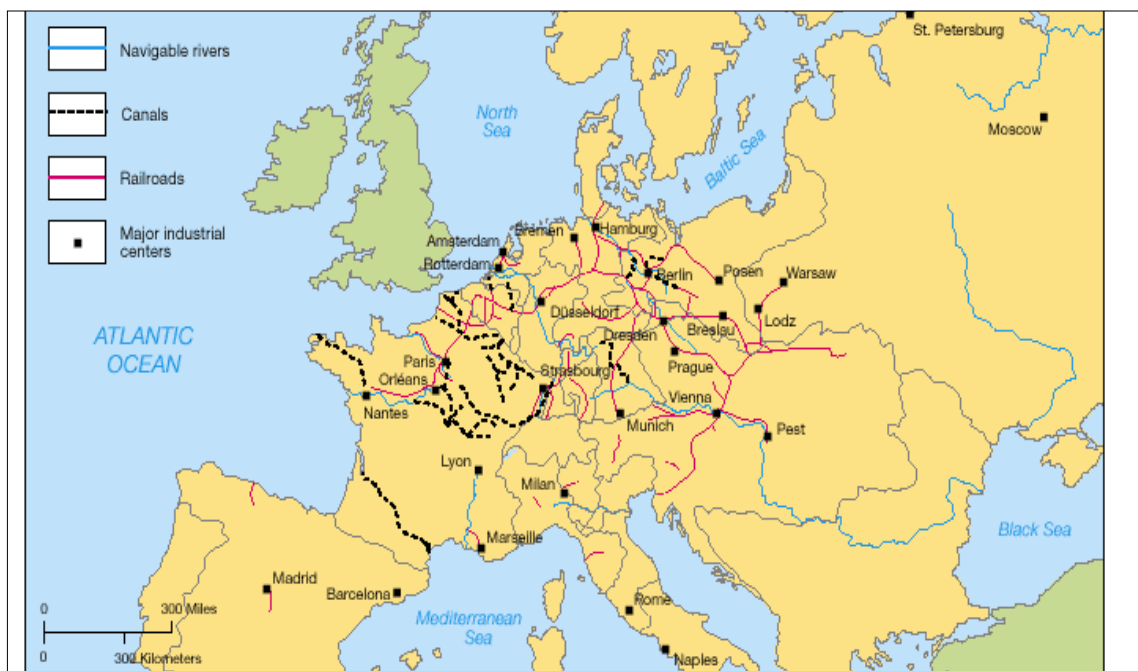 Navigable rivers
Canals
Railroads
Major industrial
centers
St. Petersburg
Moscow
North
Sea
Baltic Sea
Hamburg
Bremen
Amsterdam
Rotterdam
Berlin
Posen
Warsaw
Düsseldorf
Lodz
Breslau
Dresden
ATLANTIC
OCEAN
Paris
Prague
Strasbourg
Orléans
Nantes
Vienna
Munich
Pest
Lyon
Milan
Black Sea
Marseille
Madrid
Barcelona
Mediterranean
Sea
Rome
Naples
0
300 Miles
0
300 Kilometers